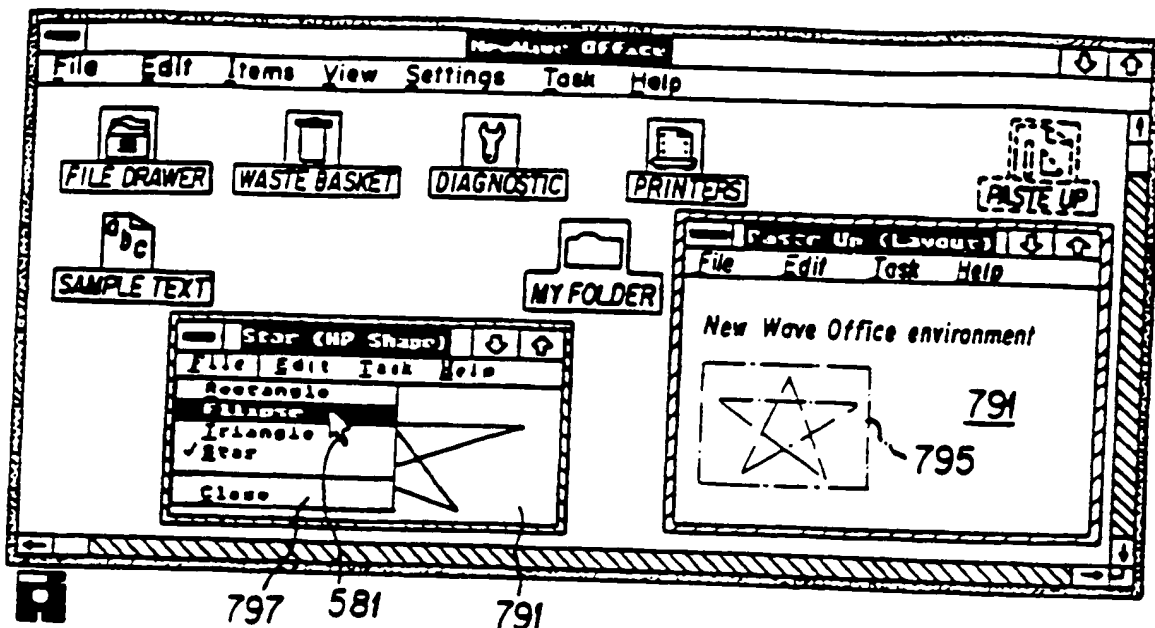 NewWave Office
File Edit Items View Settings Task Help
FILE DRAWER WASTE BASKET DIAGNOSTIC PRINTERS PASTE UP
abc
SAMPLE TEXT MY FOLDER
Paste Up (Layout)
File Edit Task Help
New Wave Office environment
791
795
Star (HP Shape)
File Edit Task Help
Rectangle
Ellipse
Triangle
✓ Star
Close
797 581 791